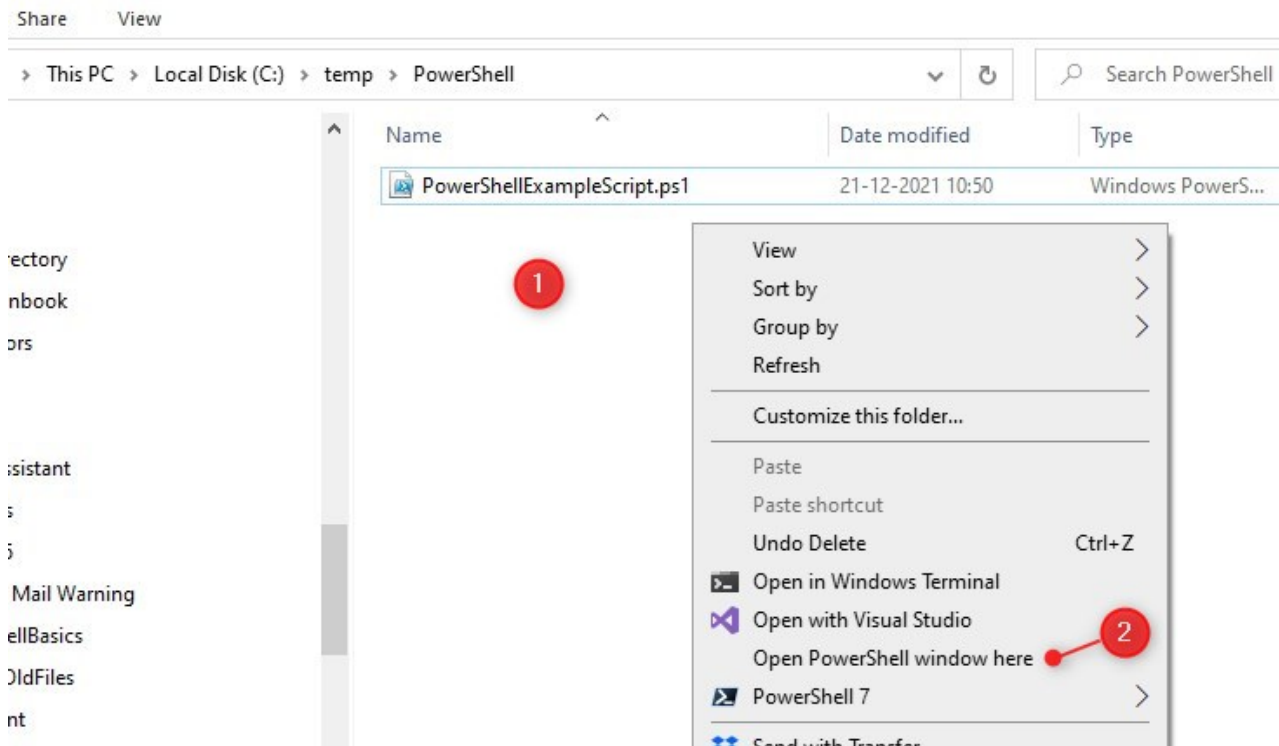 Share View
This PC > Local Disk (C:) > temp > PowerShell
Search PowerShell
Name Date modified Type
PowerShellExampleScript.ps1 21-12-2021 10:50 Windows PowerS...
rectory
nbook
ors
sistant
s
Mail Warning
ellBasics
OldFiles
nt
1
View
Sort by
Group by
Refresh
Customize this folder...
Paste
Paste shortcut
Undo Delete Ctrl+Z
Open in Windows Terminal
Open with Visual Studio
2
Open PowerShell window here
PowerShell 7
Send with Transfer